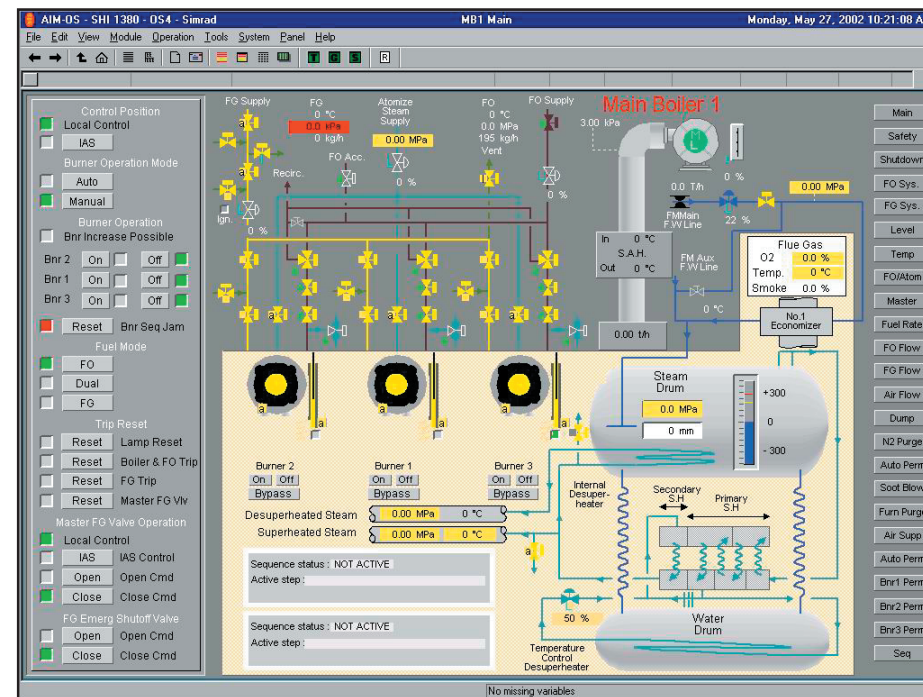 AIM-OS - SHI 1380 - OS4 - Simrad MB1 Main Monday, May 27, 2002 10:21:08 A
File Edit View Module Operation Tools System Panel Help
T G S R
Control Position
Local Control
IAS
Burner Operation Mode
Auto
Manual
Burner Operation
Bnr Increase Possible
Bnr 2 On Off
Bnr 1 On Off
Bnr 3 On Off
Reset Bnr Seq Jam
Fuel Mode
FO
Dual
FG
Trip Reset
Reset Lamp Reset
Reset Boiler & FO Trip
Reset FG Trip
Reset Master FG Vlv
Master FG Valve Operation
Local Control
IAS IAS Control
Open Open Cmd
Close Close Cmd
FG Emerg Shutoff Valve
Open Open Cmd
Close Close Cmd
FG Supply
FG
0 °C
0.0 kPa
0 kg/h
Atomize
Steam
Supply
0.00 MPa
FO
0 °C
0.0 MPa
195 kg/h
Vent
FO Supply
Main Boiler 1
3.00 kPa
FO Acc.
Recirc.
0 %
0 %
Ign.
0 %
a
a
a
a
a
a
0 %
0.0 T/h
0.00 MPa
FMMain
F.W Line
22 %
In 0 °C
S.A.H.
Out 0 °C
FM Aux
F.W Line
0 °C
0.00 t/h
Flue Gas
O2 0.0 %
Temp. 0 °C
Smoke 0.0 %
No.1
Economizer
Steam
Drum
0.0 MPa
0 mm
+300
0
- 300
a a a a a a
Burner 2
On Off
Bypass
Burner 1
On Off
Bypass
Burner 3
On Off
Bypass
Internal
Desuper-
heater
Secondary
S.H
Primary
S.H
Desuperheated Steam 0.00 MPa 0 °C
Superheated Steam 0.00 MPa 0 °C
a
Sequence status : NOT ACTIVE
Active step :
Sequence status : NOT ACTIVE
Active step :
50 %
Temperature
Control
Desuperheater
Water
Drum
Main
Safety
Shutdown
FO Sys.
FG Sys.
Level
Temp
FO/Atom
Master
Fuel Rate
FO Flow
FG Flow
Air Flow
Dump
N2 Purge
Auto Perm
Soot Blow
Furn Purge
Air Supp
Auto Perm
Bnr1 Perm
Bnr2 Perm
Bnr3 Perm
Seq
No missing variables